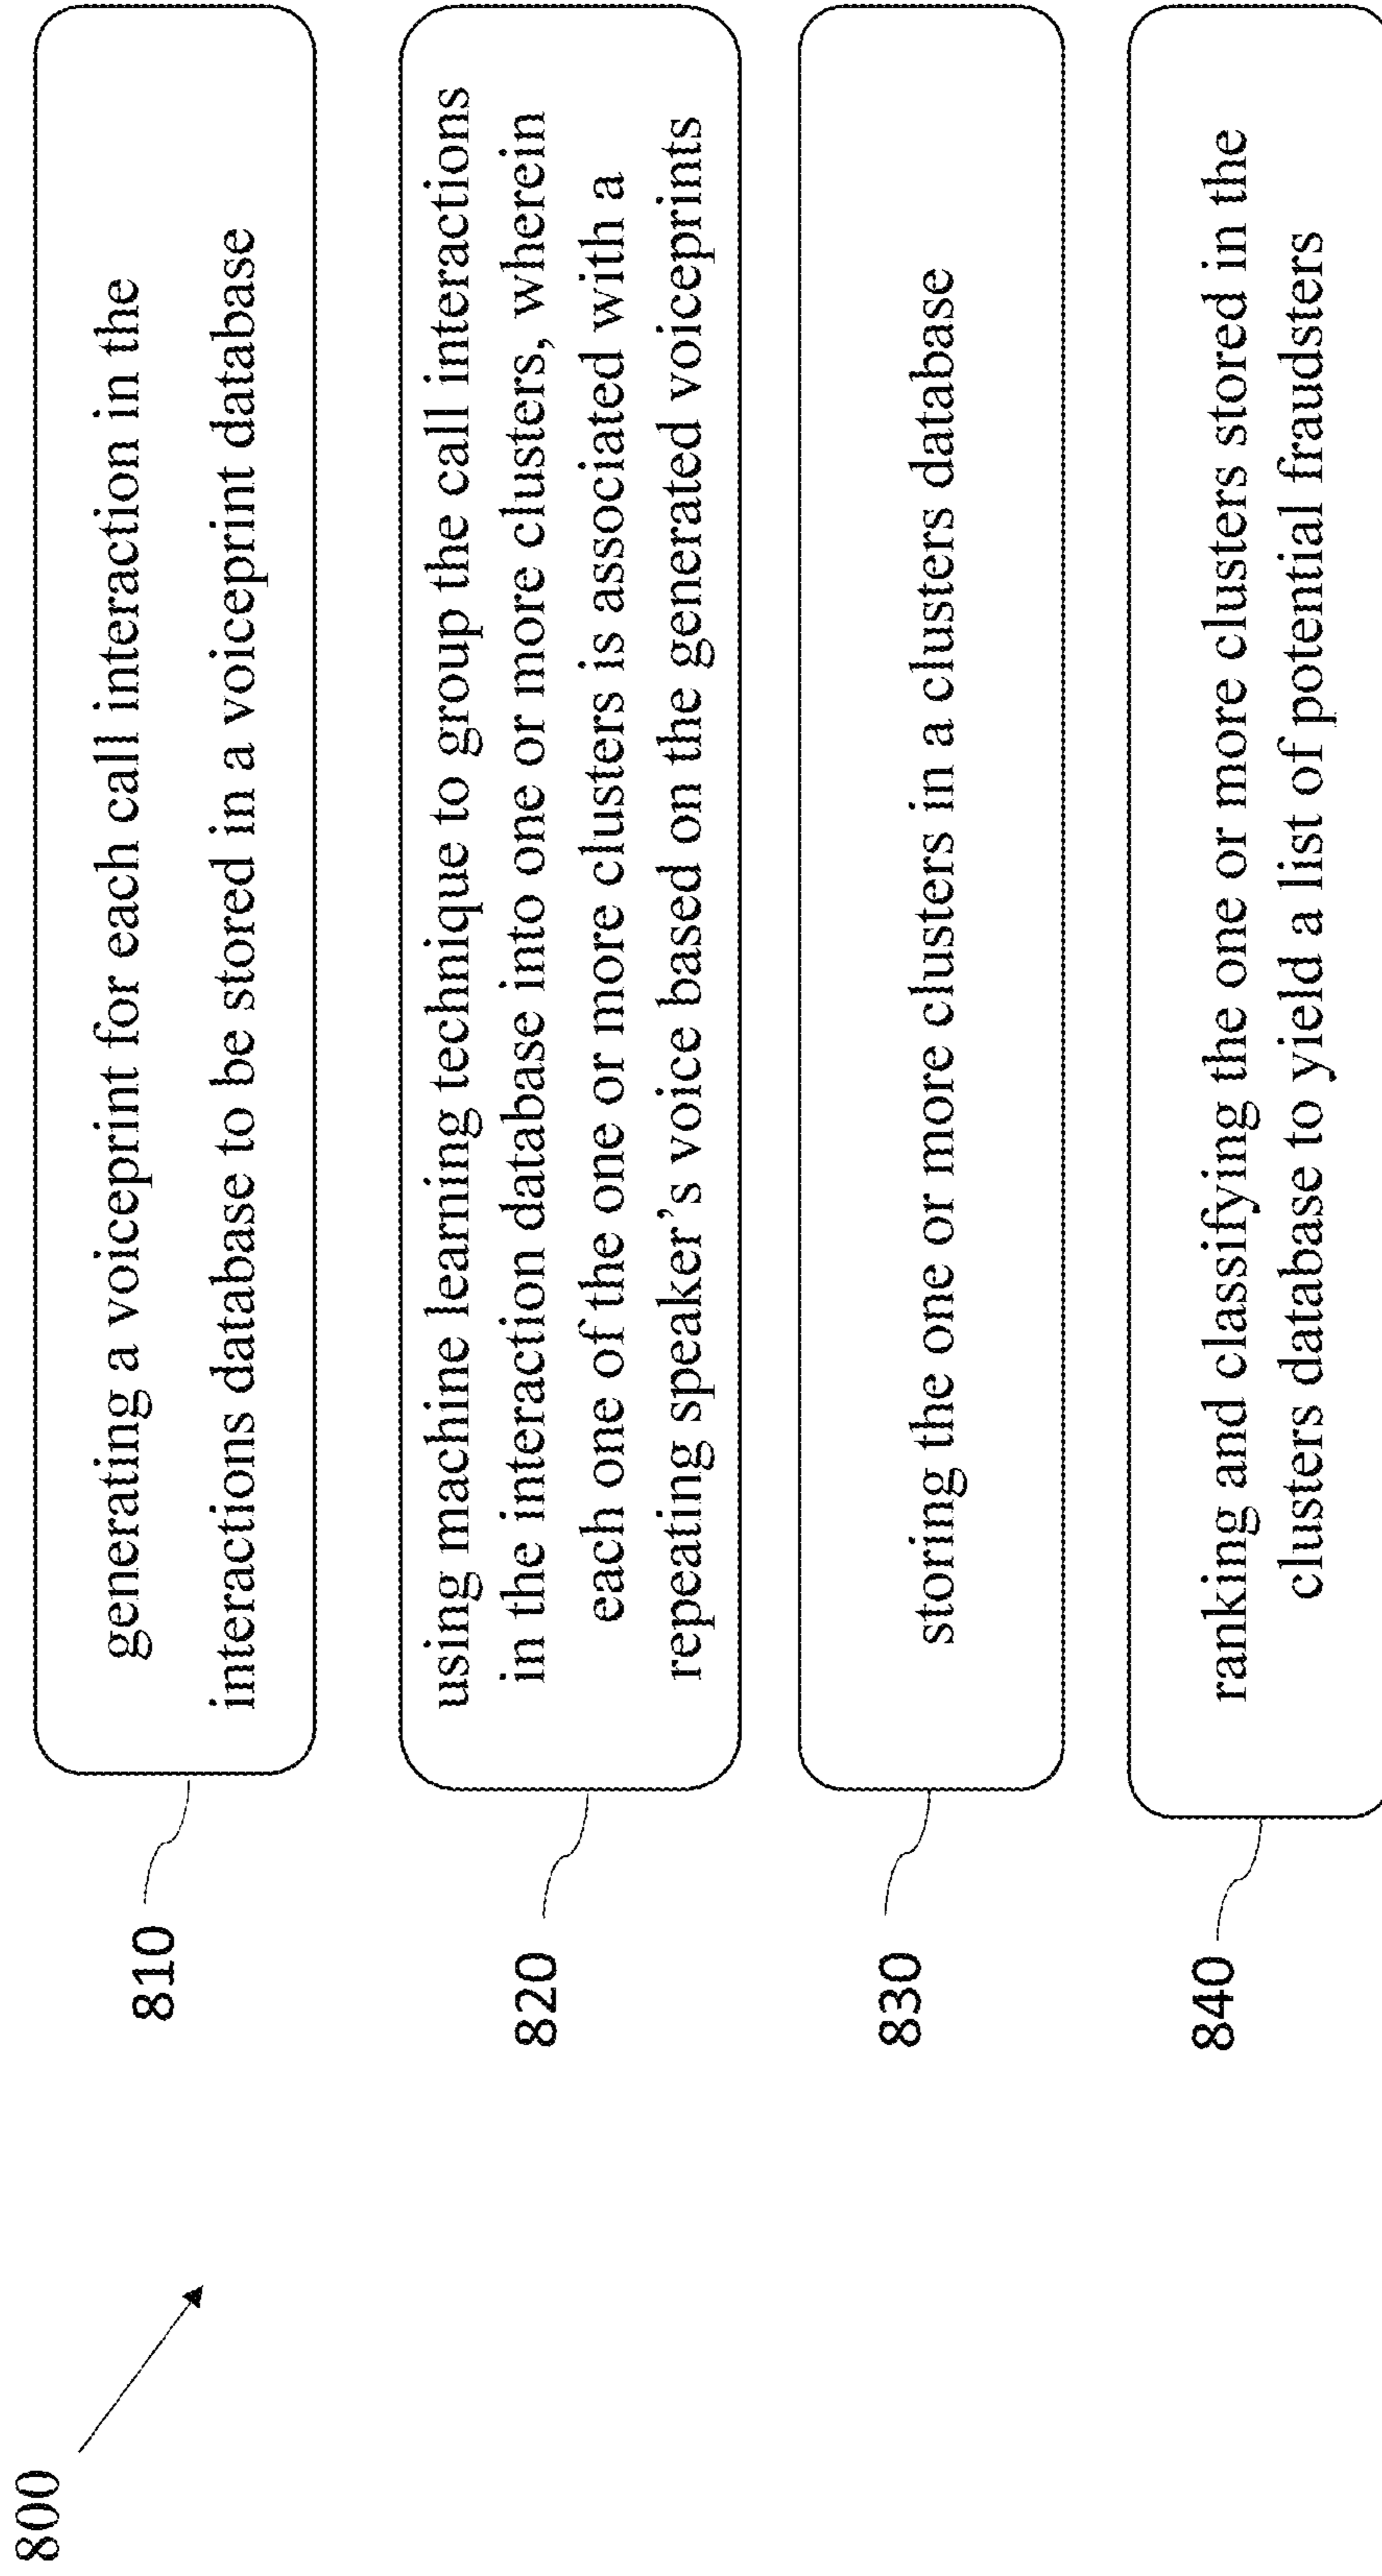 800
810
generating a voiceprint for each call interaction in the
interactions database to be stored in a voiceprint database
820
using machine learning technique to group the call interactions
in the interaction database into one or more clusters, wherein
each one of the one or more clusters is associated with a
repeating speaker's voice based on the generated voiceprints
830
storing the one or more clusters in a clusters database
840
ranking and classifying the one or more clusters stored in the
clusters database to yield a list of potential fraudsters